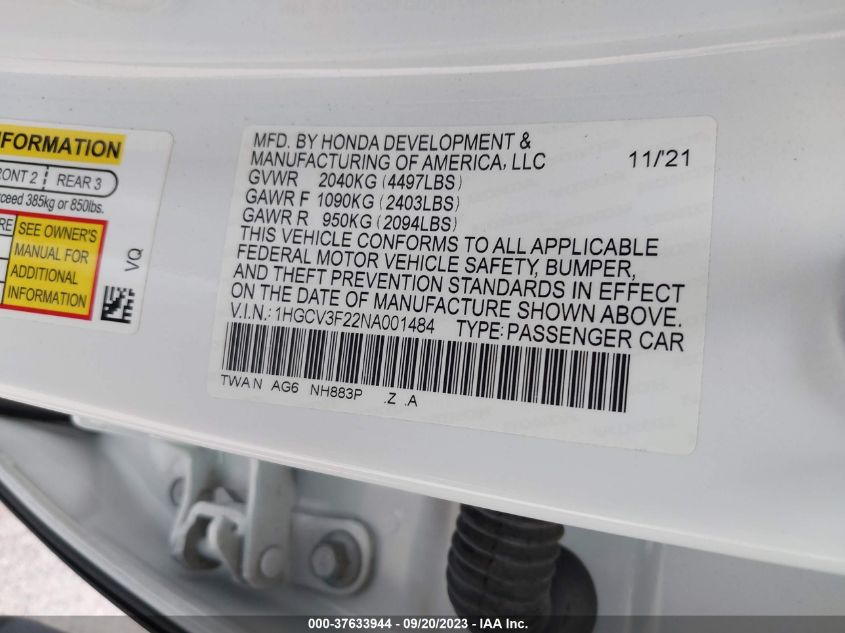 INFORMATION
FRONT 2 REAR 3
exceed 385kg or 850lbs.
SEE OWNER'S
MANUAL FOR
ADDITIONAL
INFORMATION
VQ
MFD. BY HONDA DEVELOPMENT &
MANUFACTURING OF AMERICA, LLC 11/'21
GVWR 2040KG (4497LBS)
GAWR F 1090KG (2403LBS)
GAWR R 950KG (2094LBS)
THIS VEHICLE CONFORMS TO ALL APPLICABLE
FEDERAL MOTOR VEHICLE SAFETY, BUMPER,
AND THEFT PREVENTION STANDARDS IN EFFECT
ON THE DATE OF MANUFACTURE SHOWN ABOVE.
V.I.N.: 1HGCV3F22NA001484 TYPE: PASSENGER CAR
TWA N AG6 NH883P .Z .A
000-37633944 / 09/20/2023 - IAA Inc.